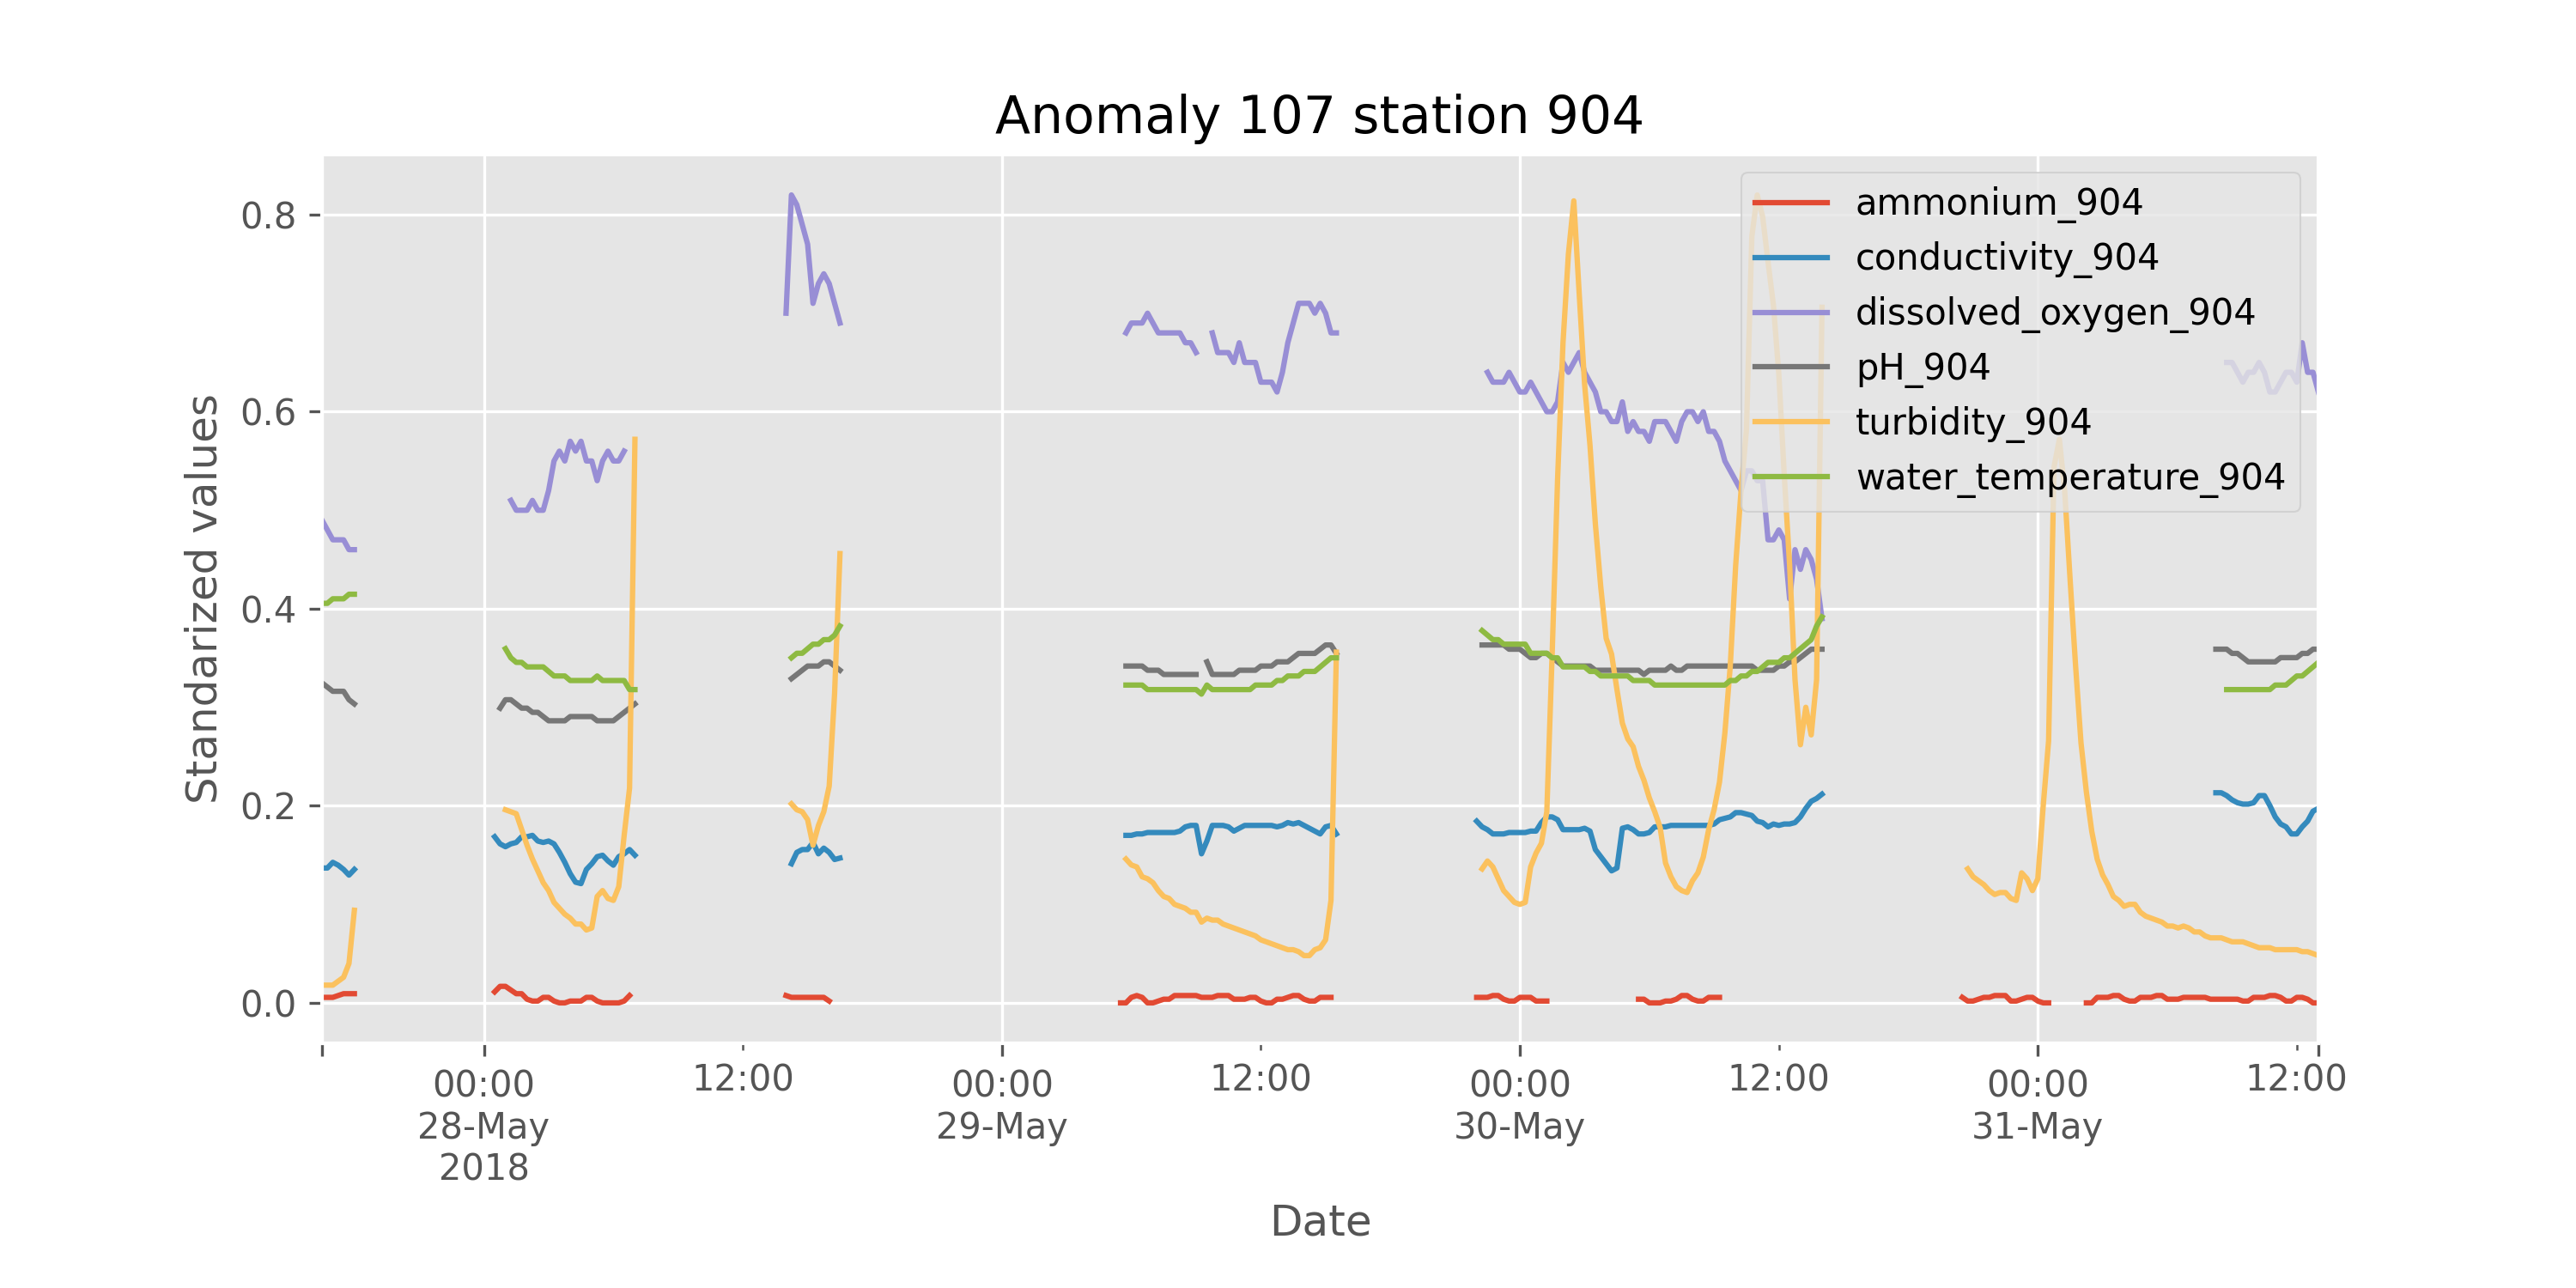 Anomaly 107 station 904
ammonium_904
conductivity_904
dissolved_oxygen_904
pH_904
turbidity_904
water_temperature_904
Standarized values
0.8
0.6
0.4
0.2
0.0
00:00 12:00 00:00 12:00 00:00 12:00 00:00 12:00
28-May 29-May 30-May 31-May
2018
Date